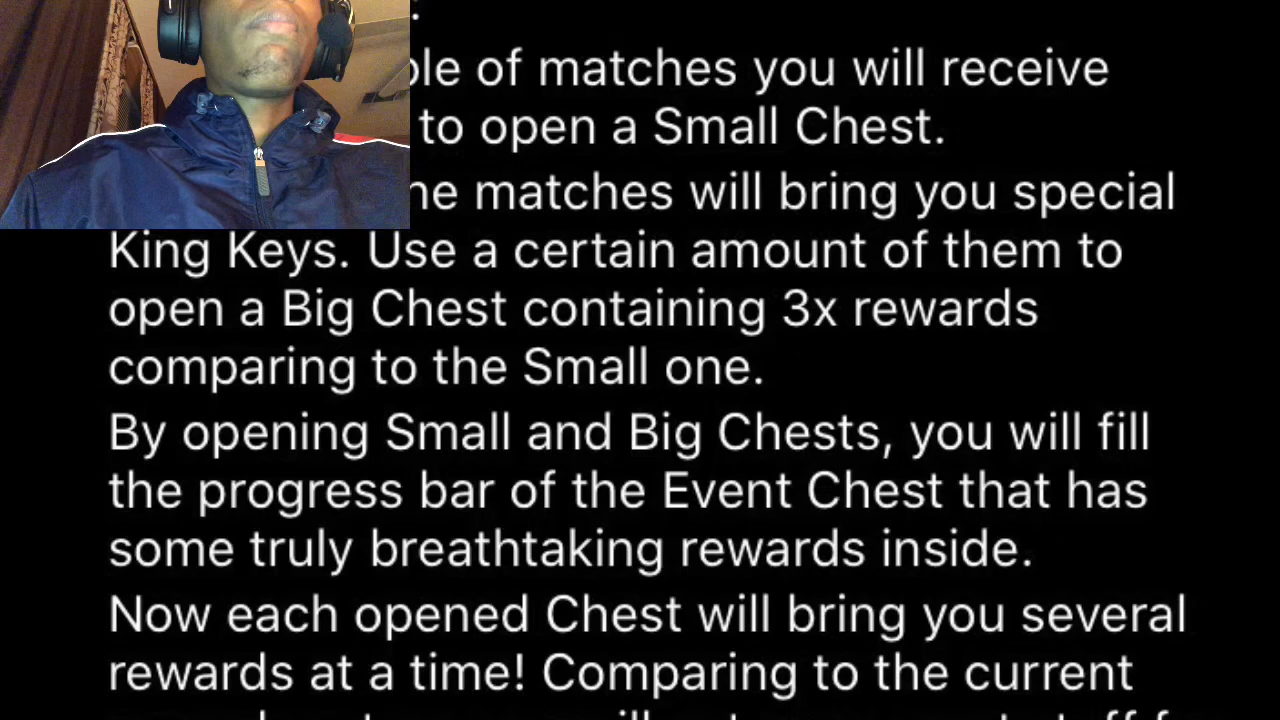 of matches you will receive
to open a Small Chest.
matches will bring you special
King Keys. Use a certain amount of them to
open a Big Chest containing 3x rewards
comparing to the Small one.
By opening Small and Big Chests, you will fill
the progress bar of the Event Chest that has
some truly breathtaking rewards inside.
Now each opened Chest will bring you several
rewards at a time! Comparing to the current